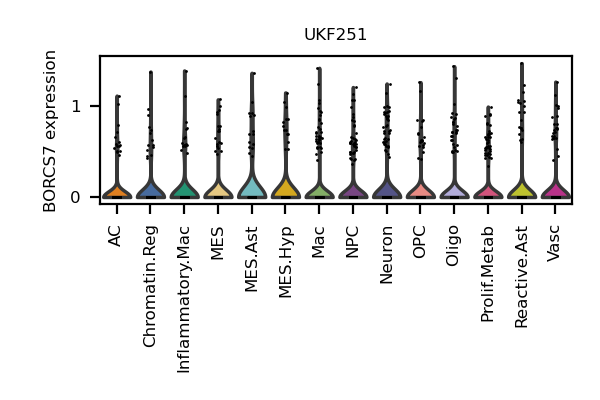 UKF251
BORCS7 expression
1
0
AC
Chromatin.Reg
Inflammatory.Mac
MES
MES.Ast
MES.Hyp
Mac
NPC
Neuron
OPC
Oligo
Prolif.Metab
Reactive.Ast
Vasc